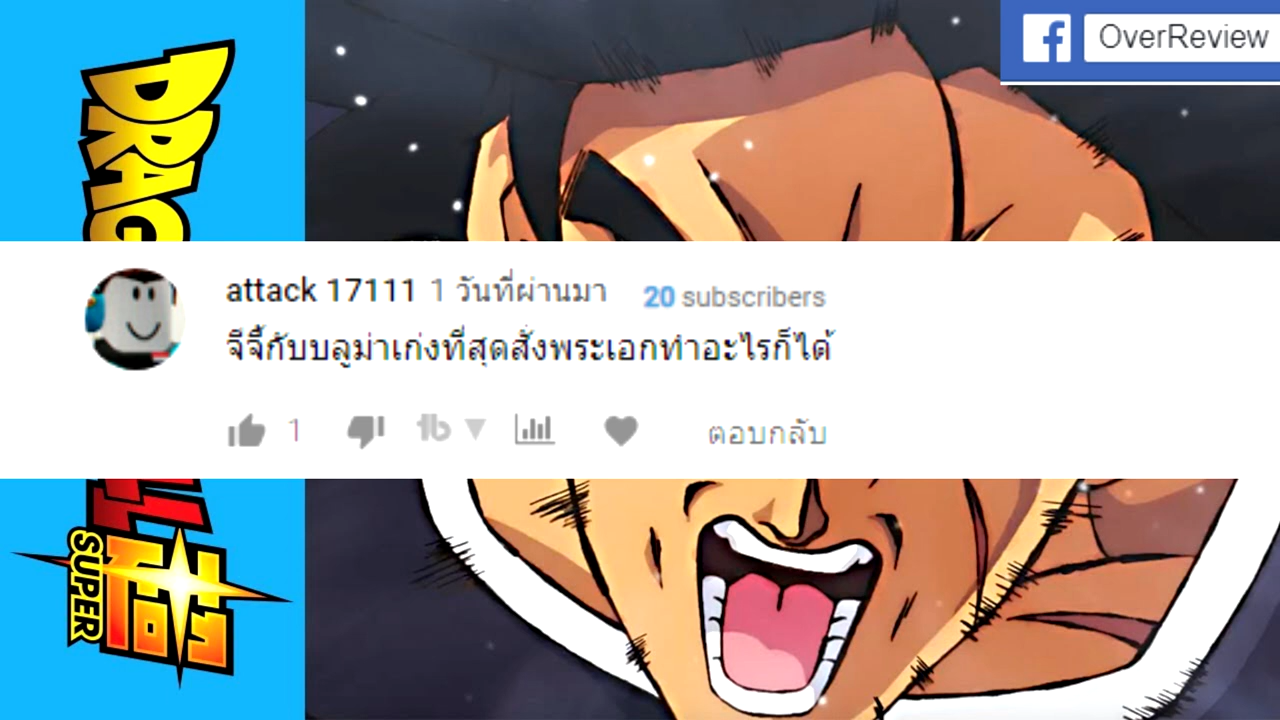 OverReview
DRAG
attack 17111 1 วันที่ผ่านมา 20 subscribers
จีจี้กับบลูม่าเก่งที่สุดสั่งพระเอกทำอะไรก็ได้
1
ตอบกลับ
SUPER